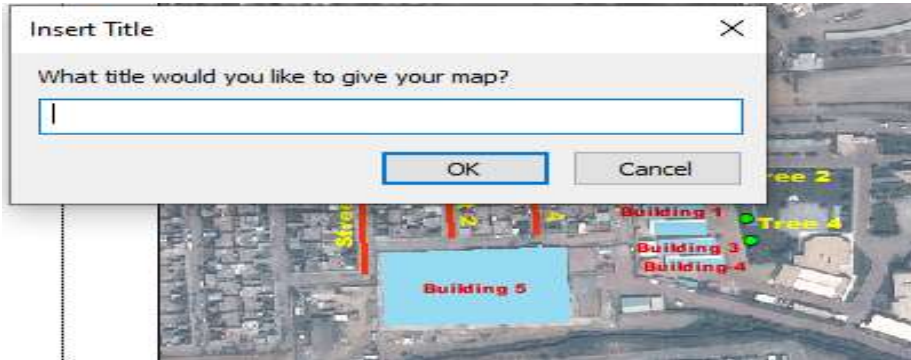 Insert Title
What title would you like to give your map?
OK
Cancel
ree 2
Building 1
Tree 4
Building 3
Building 4
Building 5